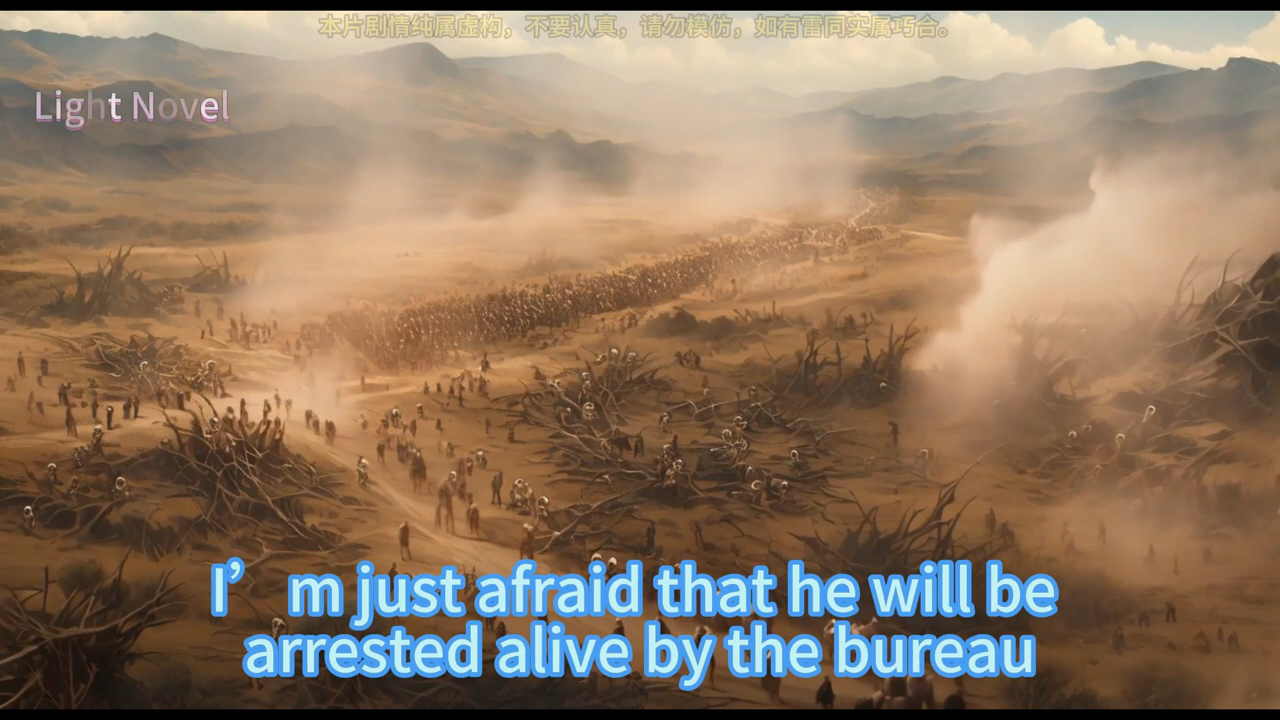 本片剧情纯属虚构，不要认真，请勿模仿，如有雷同实属巧合。
Light Novel
I’m just afraid that he will be
arrested alive by the bureau